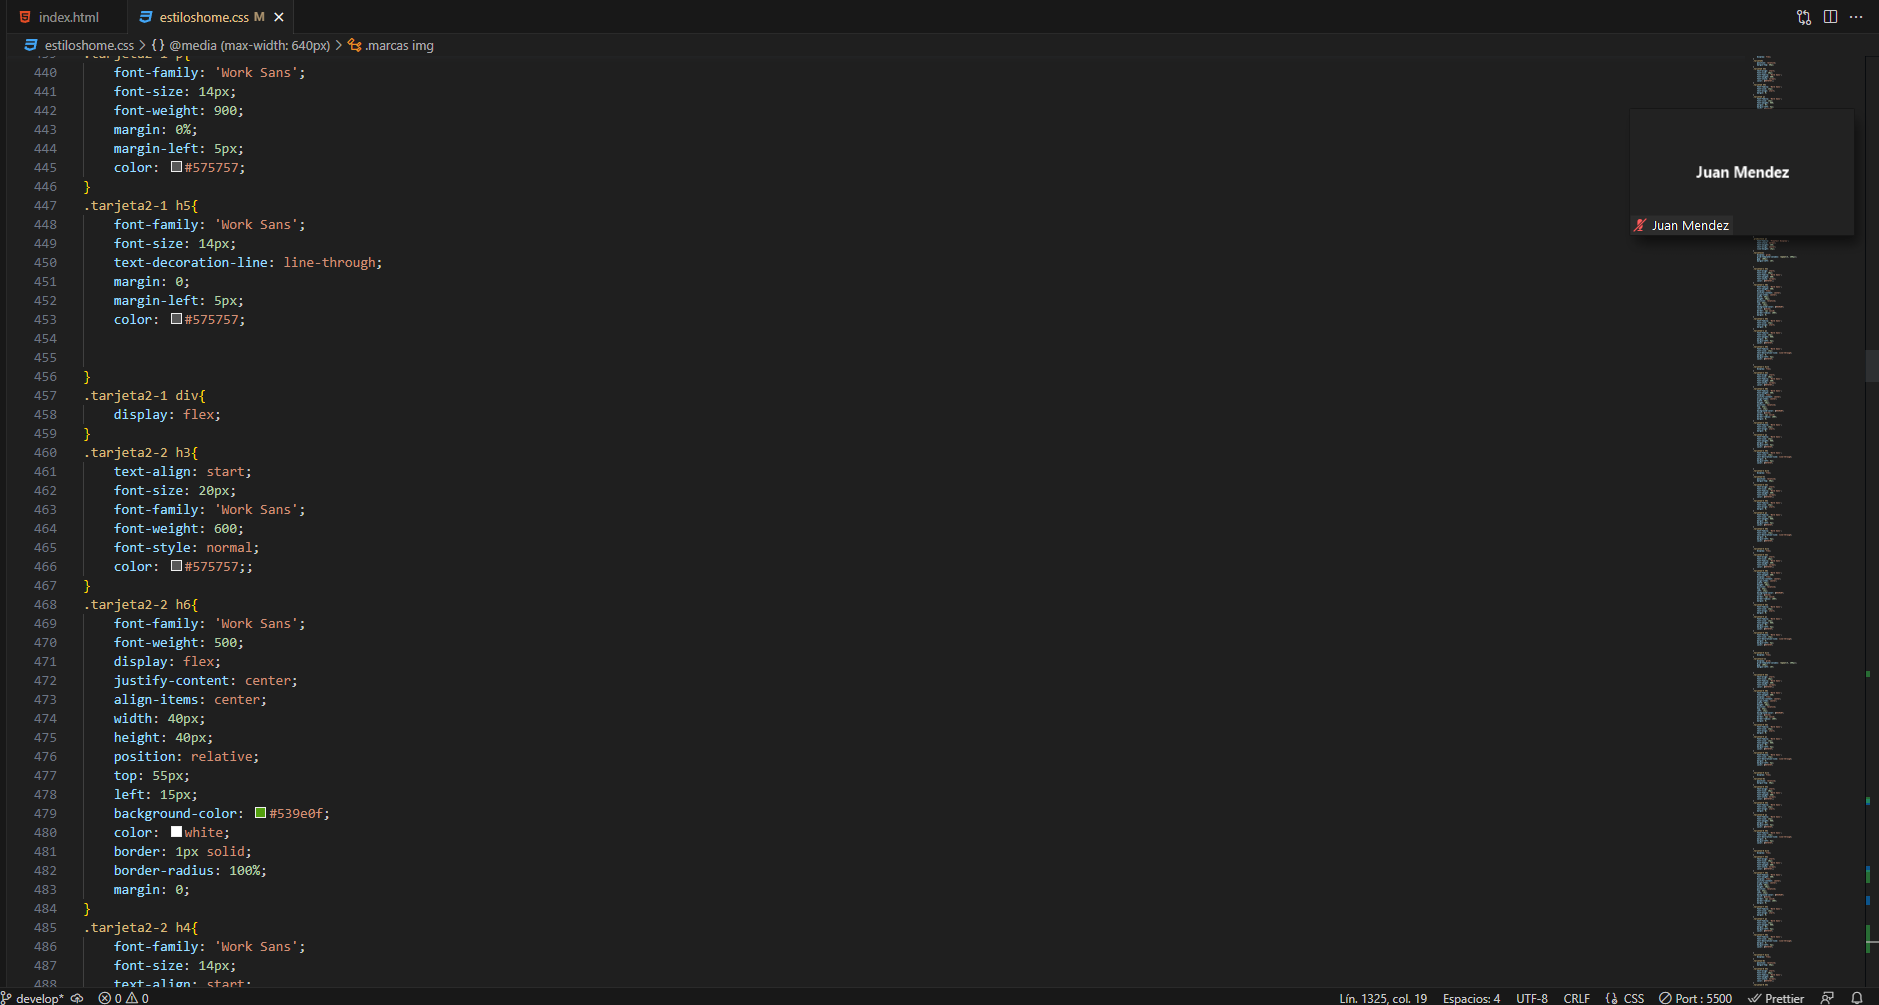 index.html
estiloshome.css M
estiloshome.css > {} @media (max-width: 640px) > .marcas img
439 .tarjeta2-1 p{
440 font-family: 'Work Sans';
441 font-size: 14px;
442 font-weight: 900;
443 margin: 0%;
444 margin-left: 5px;
445 color: #575757;
446 }
447 .tarjeta2-1 h5{
448 font-family: 'Work Sans';
449 font-size: 14px;
450 text-decoration-line: line-through;
451 margin: 0;
452 margin-left: 5px;
453 color: #575757;
454
455
456 }
457 .tarjeta2-1 div{
458 display: flex;
459 }
460 .tarjeta2-2 h3{
461 text-align: start;
462 font-size: 20px;
463 font-family: 'Work Sans';
464 font-weight: 600;
465 font-style: normal;
466 color: #575757;;
467 }
468 .tarjeta2-2 h6{
469 font-family: 'Work Sans';
470 font-weight: 500;
471 display: flex;
472 justify-content: center;
473 align-items: center;
474 width: 40px;
475 height: 40px;
476 position: relative;
477 top: 55px;
478 left: 15px;
479 background-color: #539e0f;
480 color: white;
481 border: 1px solid;
482 border-radius: 100%;
483 margin: 0;
484 }
485 .tarjeta2-2 h4{
486 font-family: 'Work Sans';
487 font-size: 14px;
488 text-align: start;
Juan Mendez
Juan Mendez
develop* 0 0 Lín. 1325, col. 19 Espacios: 4 UTF-8 CRLF {} CSS Port : 5500 Prettier